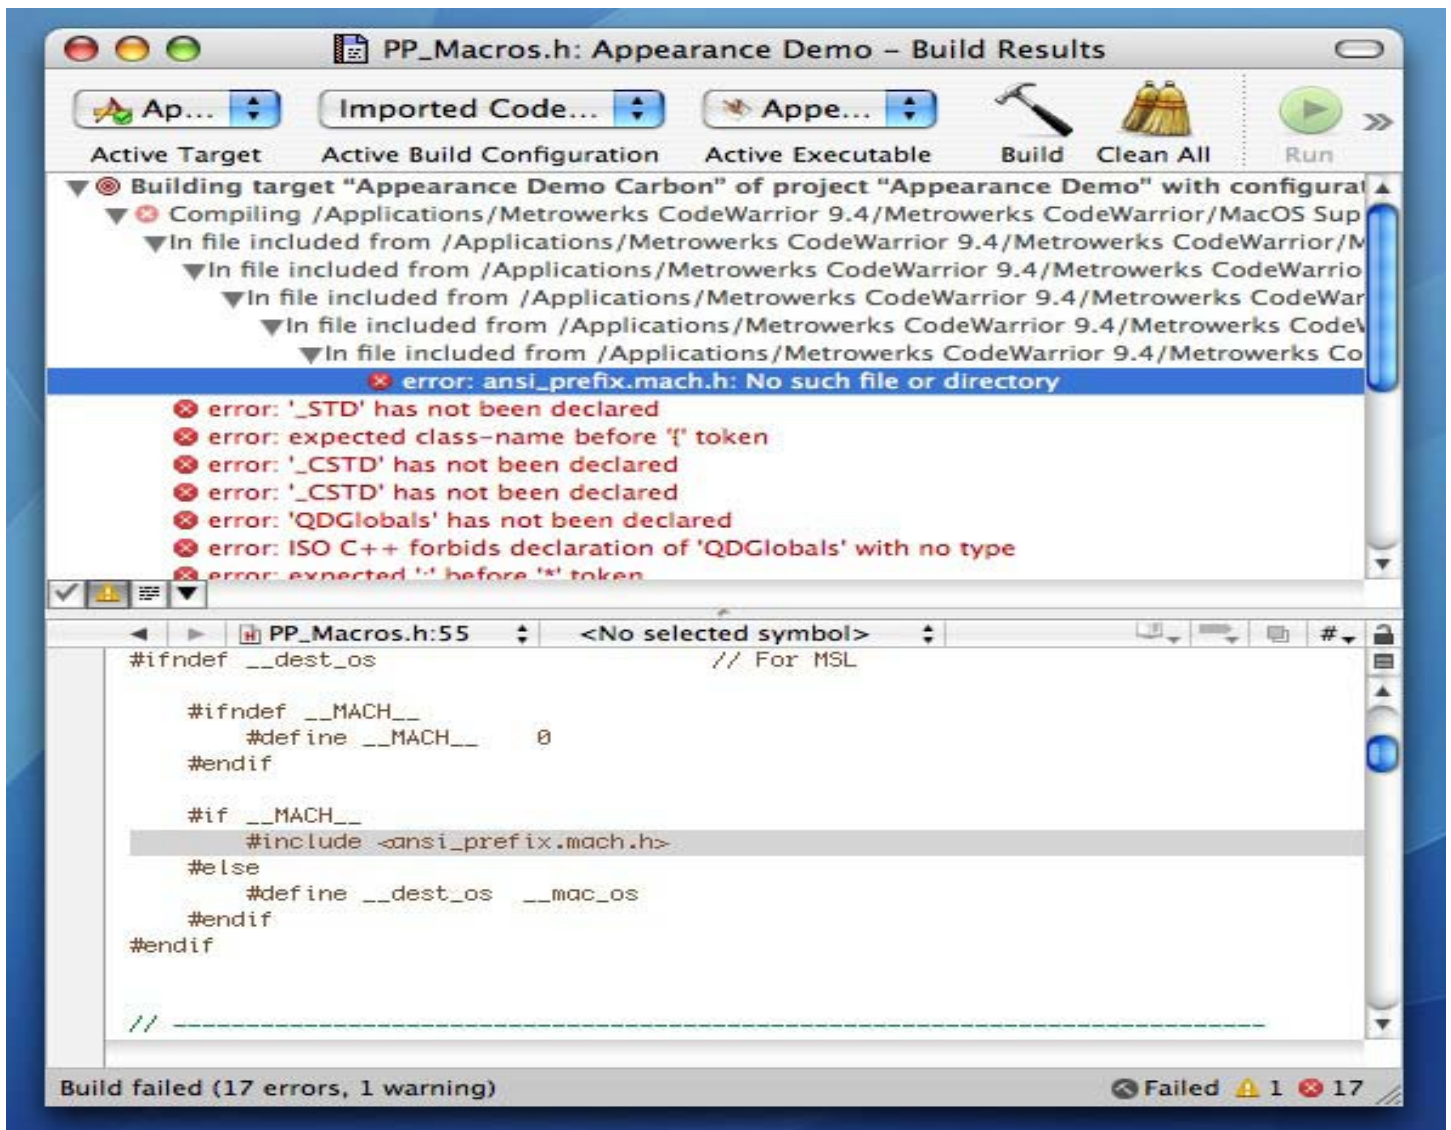 PP_Macros.h: Appearance Demo – Build Results
Ap... Imported Code... Appe...
Active Target Active Build Configuration Active Executable Build Clean All Run
Building target “Appearance Demo Carbon” of project “Appearance Demo” with configurat
Compiling /Applications/Metrowerks CodeWarrior 9.4/Metrowerks CodeWarrior/MacOS Sup
In file included from /Applications/Metrowerks CodeWarrior 9.4/Metrowerks CodeWarrior/M
In file included from /Applications/Metrowerks CodeWarrior 9.4/Metrowerks CodeWarrio
In file included from /Applications/Metrowerks CodeWarrior 9.4/Metrowerks CodeWar
In file included from /Applications/Metrowerks CodeWarrior 9.4/Metrowerks Code
In file included from /Applications/Metrowerks CodeWarrior 9.4/Metrowerks Co
error: ansi_prefix.mach.h: No such file or directory
error: '_STD' has not been declared
error: expected class-name before '{' token
error: '_CSTD' has not been declared
error: '_CSTD' has not been declared
error: 'QDGlobals' has not been declared
error: ISO C++ forbids declaration of 'QDGlobals' with no type
error: expected ';' before '*' token
PP_Macros.h:55 <No selected symbol> #
#ifndef __dest_os // For MSL
#ifndef __MACH__
#define __MACH__ 0
#endif
#if __MACH__
#include <ansi_prefix.mach.h>
#else
#define __dest_os __mac_os
#endif
#endif
// ---------------------------------------------------------------------------
Build failed (17 errors, 1 warning) Failed 1 17